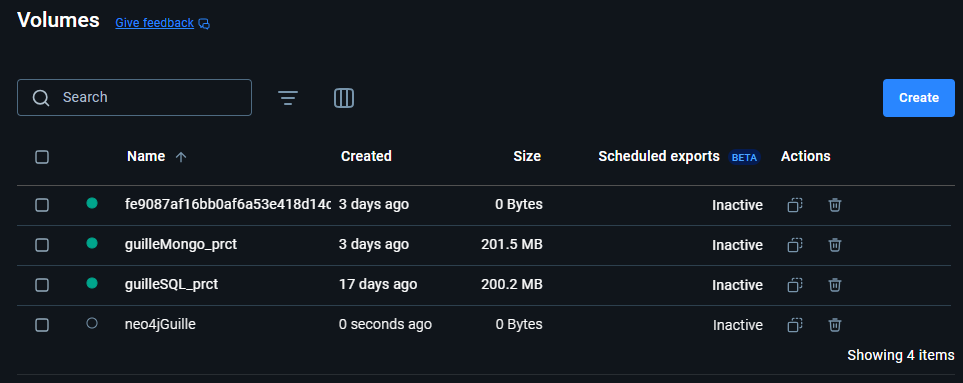 Volumes Give feedback
Search
Create
Name Created Size Scheduled exports BETA Actions
fe9087af16bb0af6a53e418d14c 3 days ago 0 Bytes Inactive
guilleMongo_prct 3 days ago 201.5 MB Inactive
guilleSQL_prct 17 days ago 200.2 MB Inactive
neo4jGuille 0 seconds ago 0 Bytes Inactive
Showing 4 items